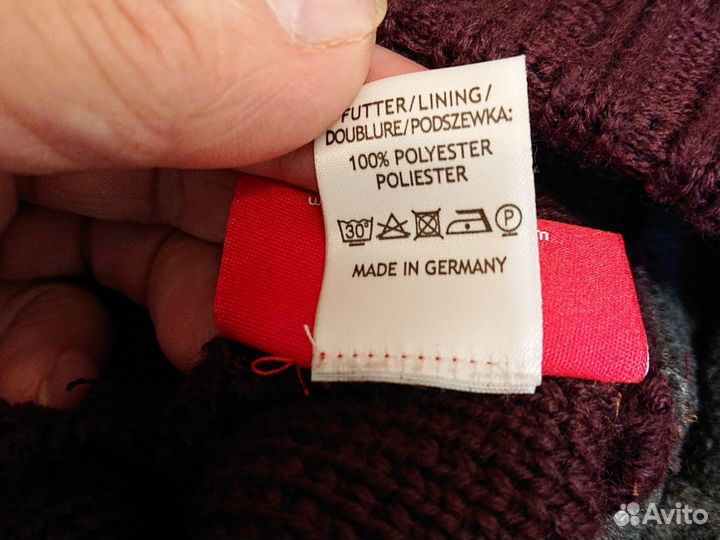 FUTTER/LINING/
DOUBLURE/PODSZEWKA:
100% POLYESTER
POLIESTER
30°
P
MADE IN GERMANY
Avito